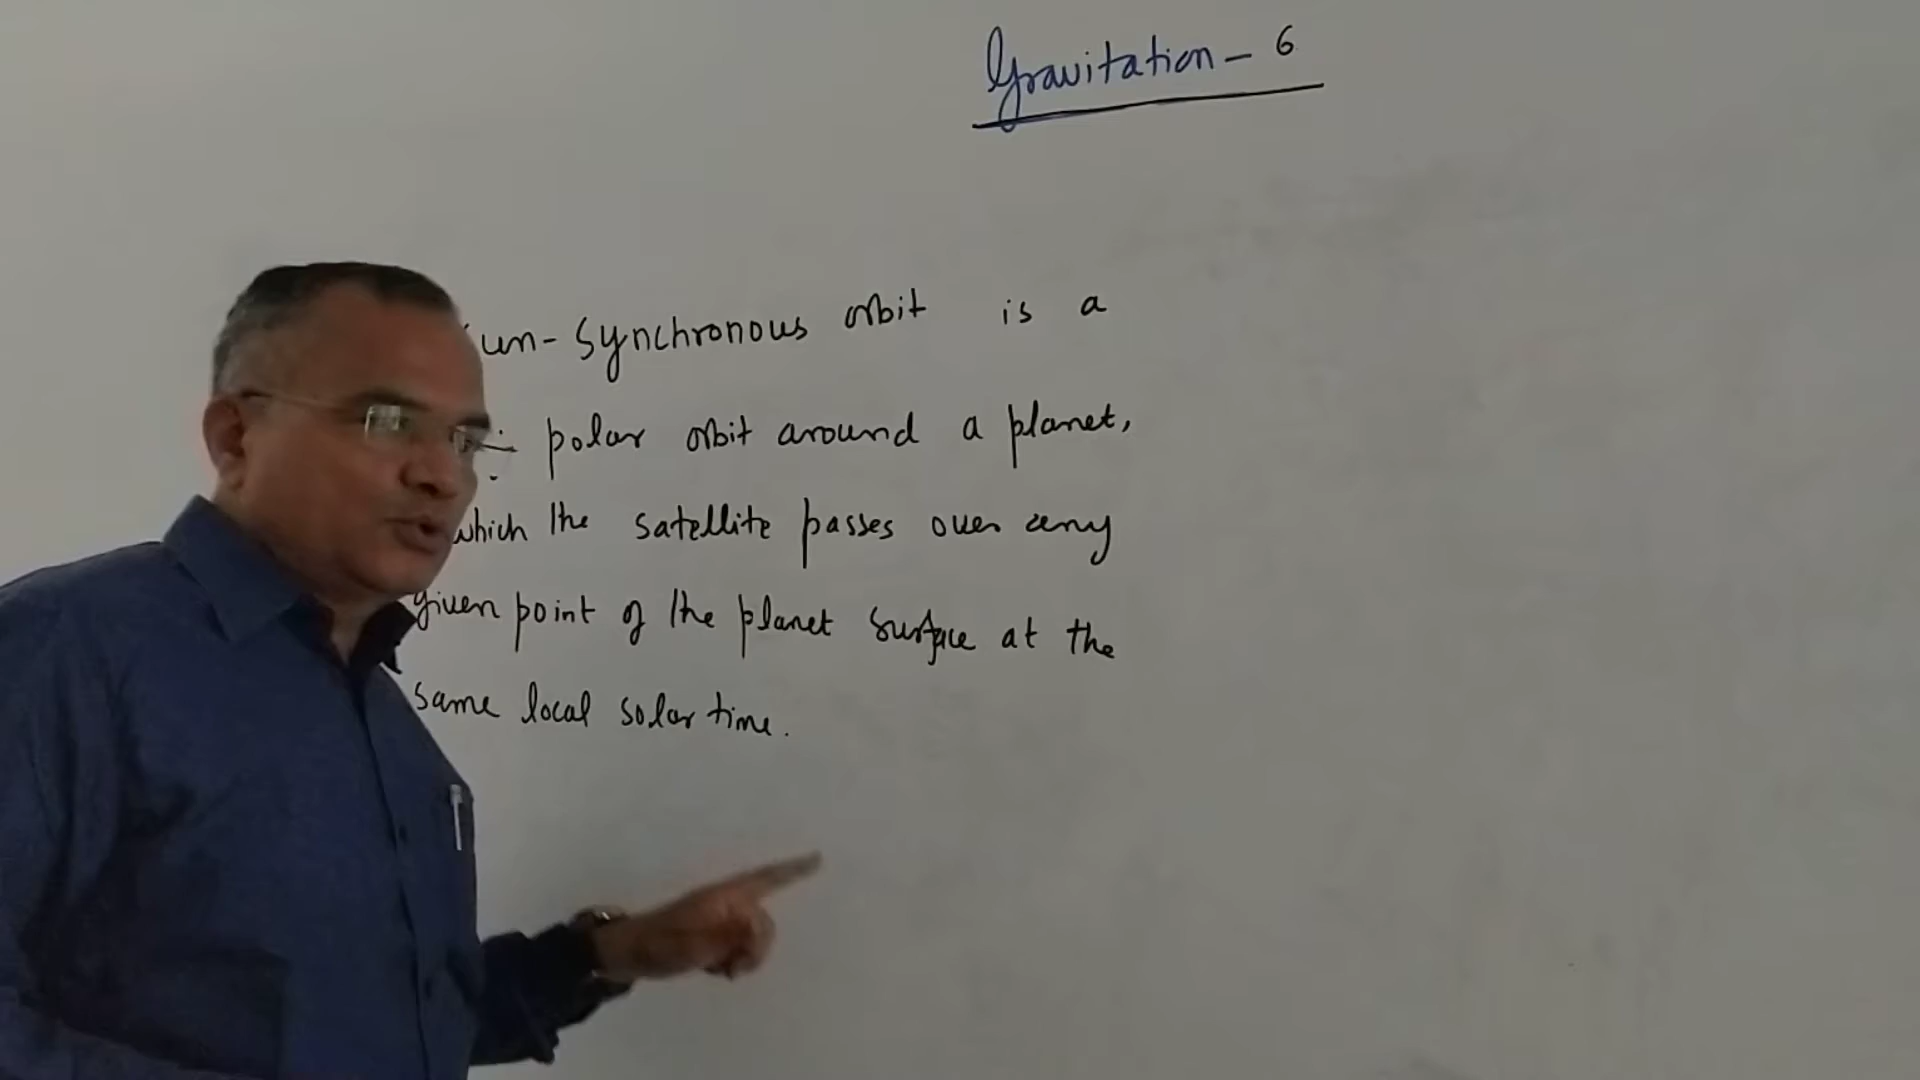 Gravitation - 6
un-Synchronous orbit is a
polar orbit around a planet,
which the satellite passes over any
given point of the planet surface at the
same local solar time.